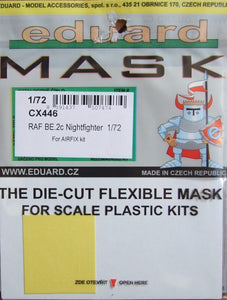 EDUARD - MODEL ACCESSORIES, spol. s r.o., 435 21 OBRNICE 170, CZECH REPUBLIC
eduard
MASK
1/72
CX446
RAF BE.2c Nightfighter 1/72
For AIRFIX kit
MADE IN CZECH REPUBLIC
THE DIE-CUT FLEXIBLE MASK
FOR SCALE PLASTIC KITS
WWW.EDUARD.CZ
ZDE OTEVŘÍT OPEN HERE